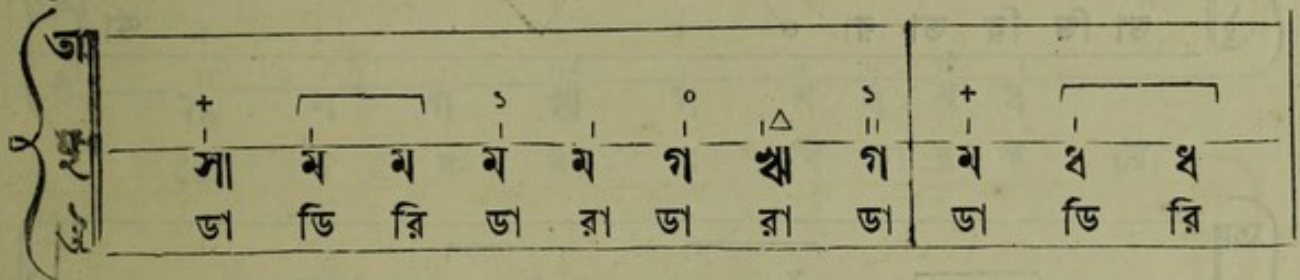 + ১ ০ ১ +
সা ম ম ম ম গ ঋ গ ম ধ ধ
ডা ডি রি ডা রা ডা রা ডা ডা ডি রি